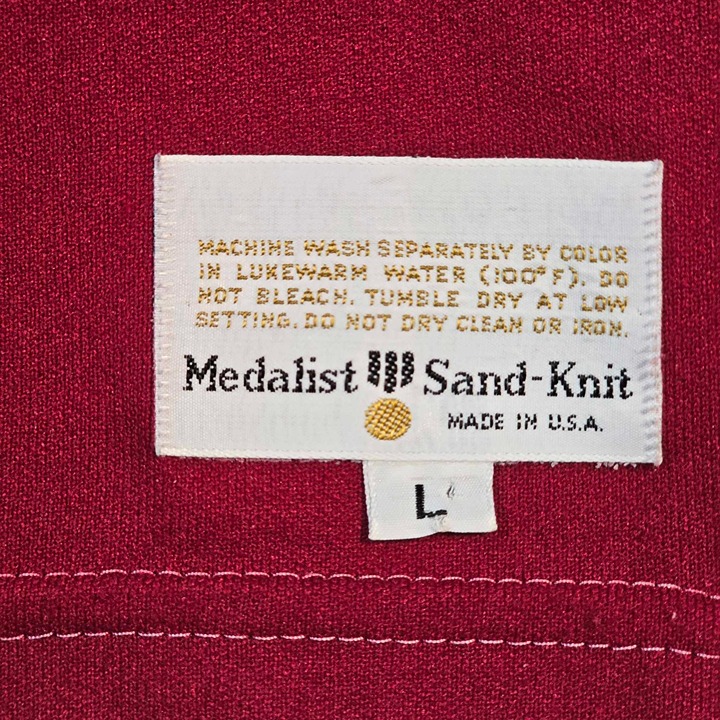 MACHINE WASH SEPARATELY BY COLOR
IN LUKEWARM WATER (100° F). DO
NOT BLEACH. TUMBLE DRY AT LOW
SETTING. DO NOT DRY CLEAN OR IRON.
Medalist Sand-Knit
MADE IN U.S.A.
L